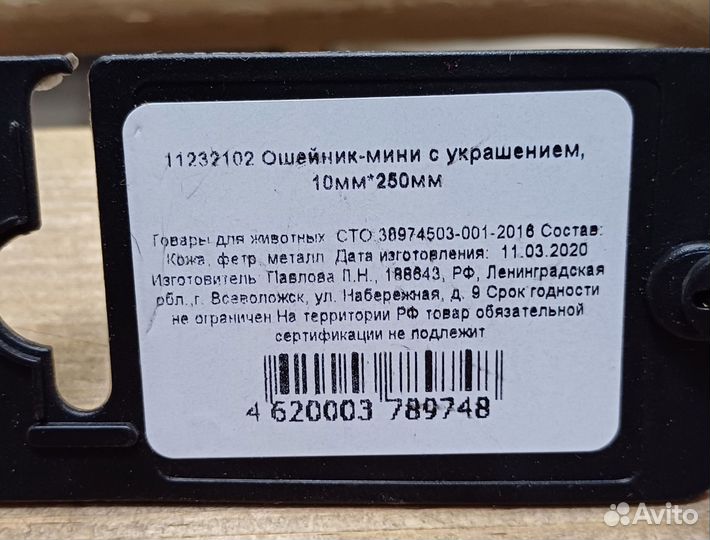 11232102 Ошейник-мини с украшением,
10мм*250мм
Товары для животных СТО 38974503-001-2016 Состав:
Кожа, фетр, металл Дата изготовления: 11.03.2020
Изготовитель Павлова Л.Н., 188643, РФ, Ленинградская
обл.,г. Всеволожск, ул. Набережная, д. 9 Срок годности
не ограничен На территории РФ товар обязательной
сертификации не подлежит
4 620003 789748
Avito